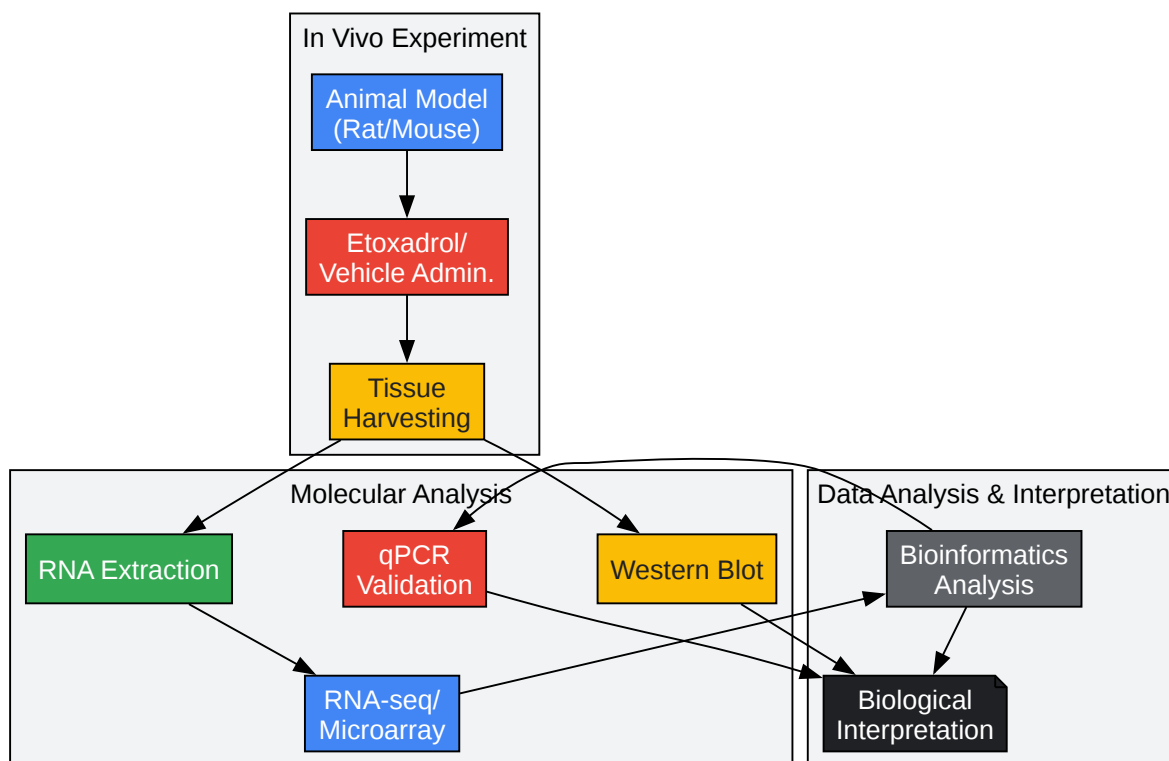 In Vivo Experiment
Animal Model
(Rat/Mouse)
Etoxadrol/
Vehicle Admin.
Tissue
Harvesting
Molecular Analysis
Data Analysis & Interpretation
RNA Extraction
qPCR
Validation
Western Blot
Bioinformatics
Analysis
RNA-seq/
Microarray
Biological
Interpretation